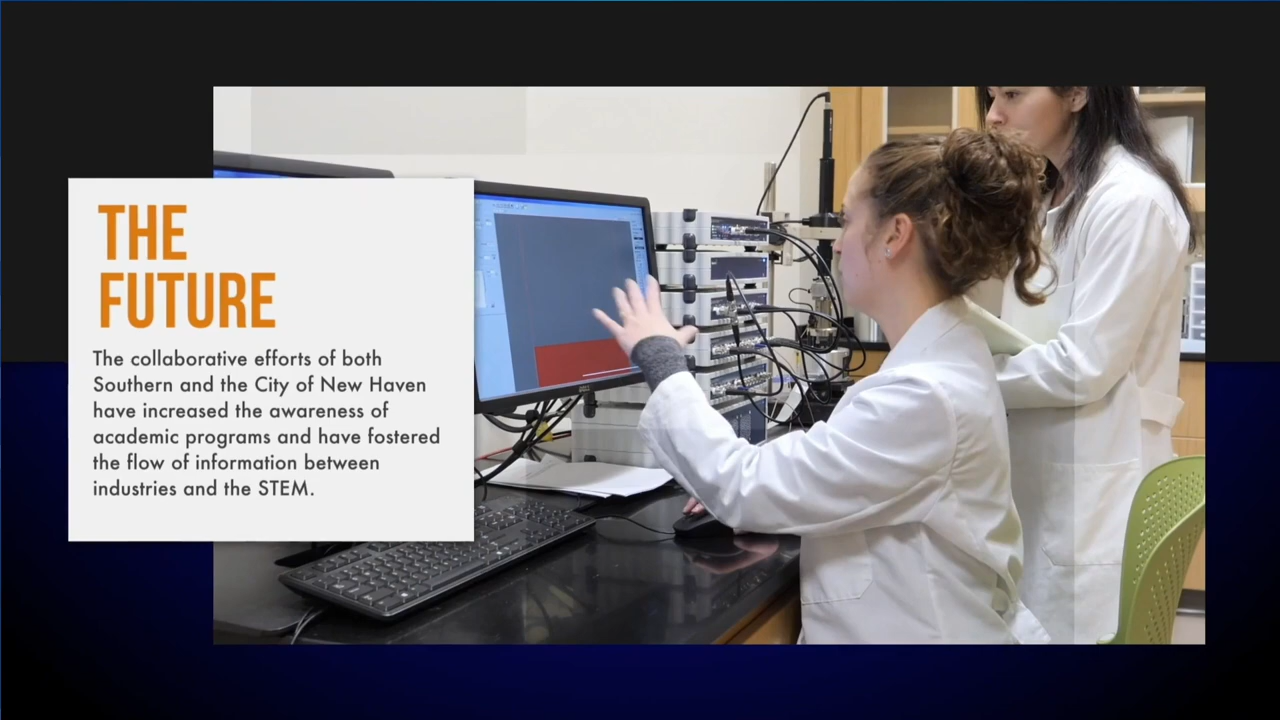 THE
FUTURE
The collaborative efforts of both
Southern and the City of New Haven
have increased the awareness of
academic programs and have fostered
the flow of information between
industries and the STEM.
DELL